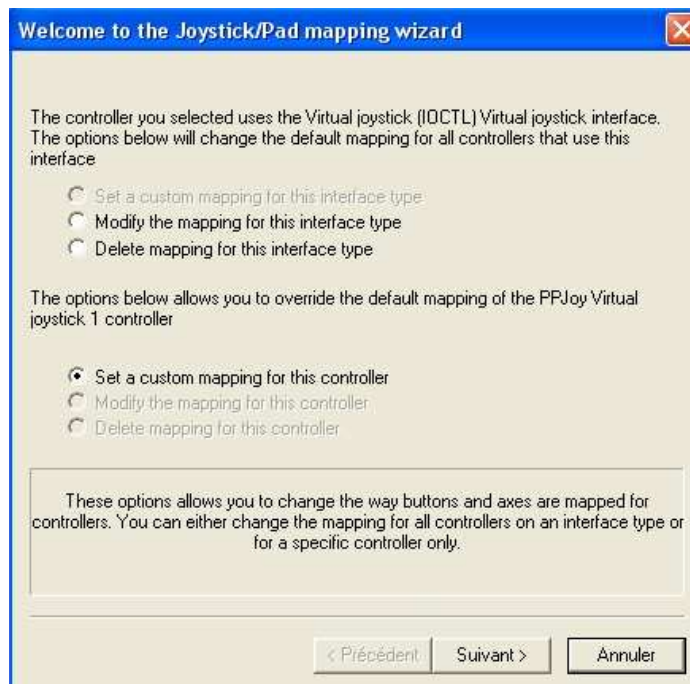 Welcome to the Joystick/Pad mapping wizard
The controller you selected uses the Virtual joystick (IOCTL) Virtual joystick interface.
The options below will change the default mapping for all controllers that use this
interface
Set a custom mapping for this interface type
Modify the mapping for this interface type
Delete mapping for this interface type
The options below allows you to override the default mapping of the PPJoy Virtual
joystick 1 controller
Set a custom mapping for this controller
Modify the mapping for this controller
Delete mapping for this controller
These options allows you to change the way buttons and axes are mapped for
controllers. You can either change the mapping for all controllers on an interface type or
for a specific controller only.
< Précédent Suivant > Annuler